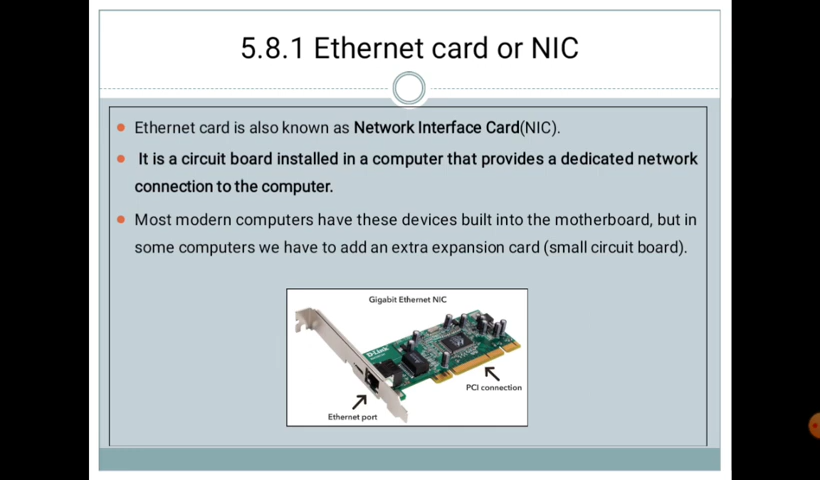 5.8.1 Ethernet card or NIC
Ethernet card is also known as Network Interface Card(NIC).
It is a circuit board installed in a computer that provides a dedicated network
connection to the computer.
Most modern computers have these devices built into the motherboard, but in
some computers we have to add an extra expansion card (small circuit board).
Gigabit Ethernet NIC
D-Link
PCI connection
Ethernet port